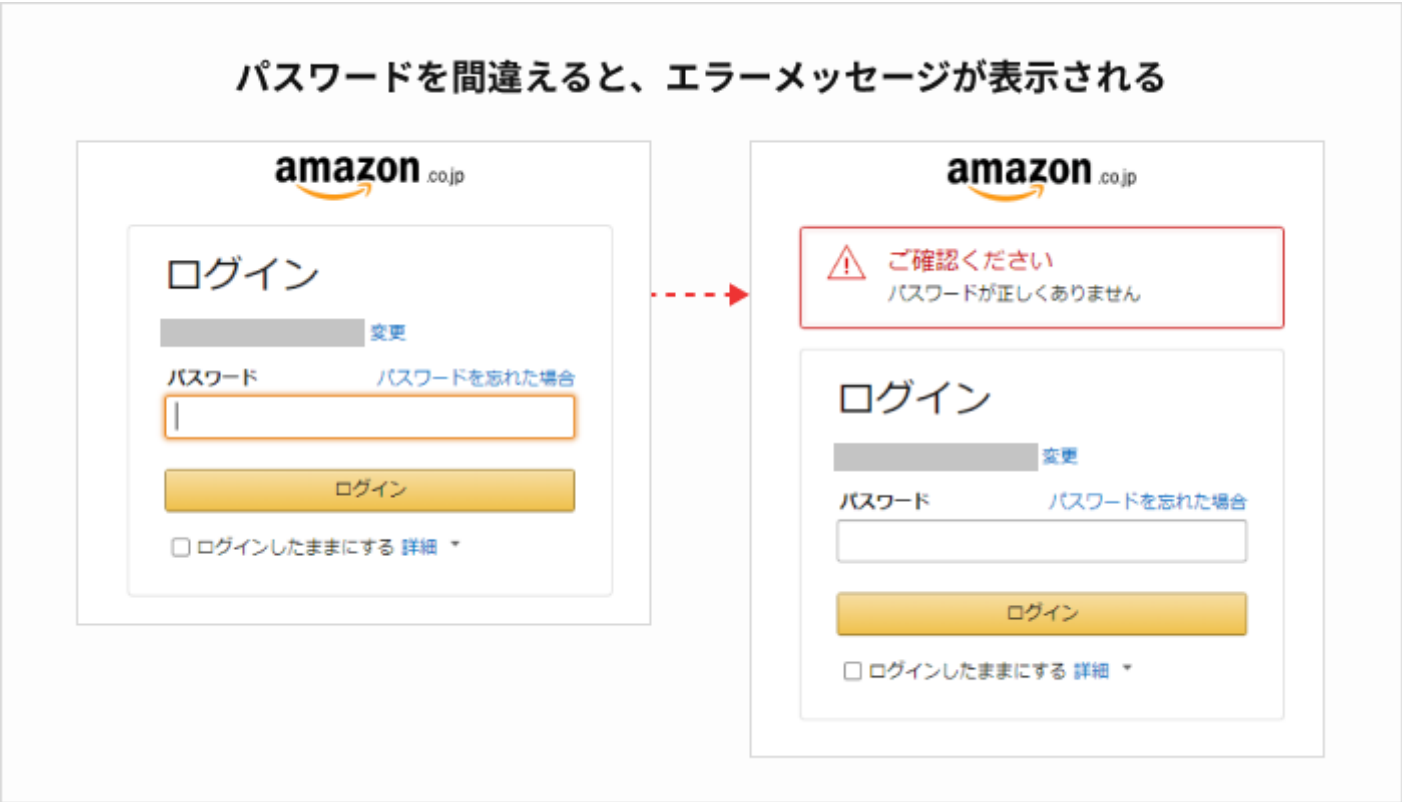 パスワードを間違えると、エラーメッセージが表示される
amazon.co.jp
ログイン
変更
パスワード パスワードを忘れた場合
ログイン
ログインしたままにする 詳細
amazon.co.jp
ご確認ください
パスワードが正しくありません
ログイン
変更
パスワード パスワードを忘れた場合
ログイン
ログインしたままにする 詳細